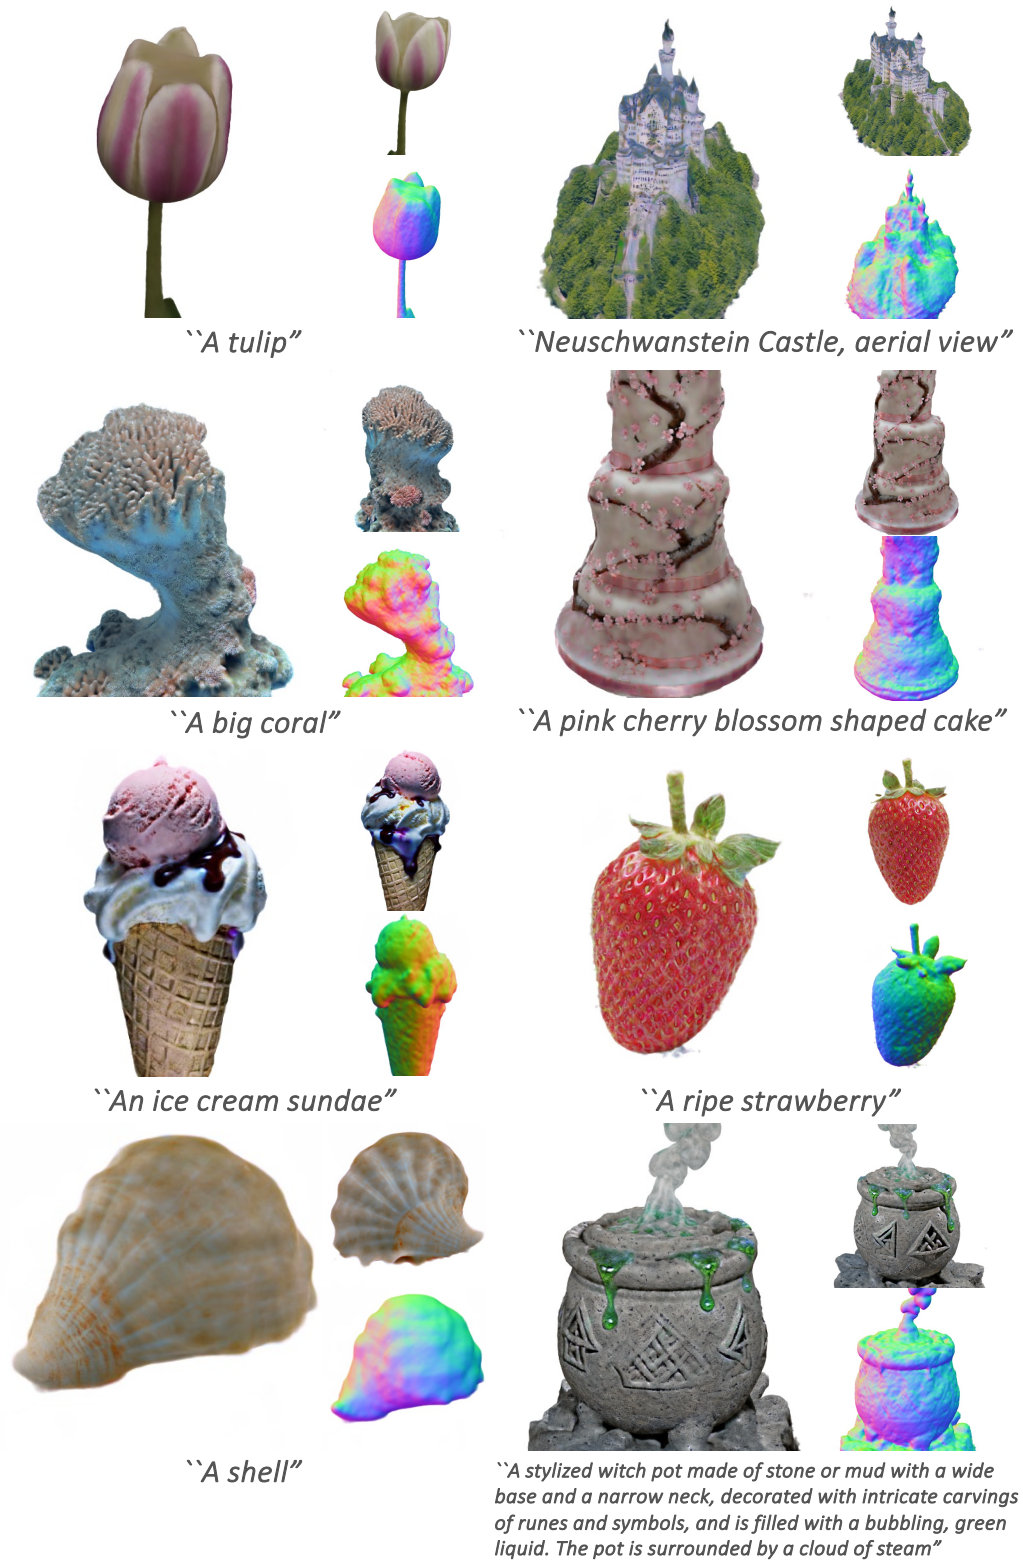 ``A tulip”
``Neuschwanstein Castle, aerial view”
``A big coral”
``A pink cherry blossom shaped cake”
``An ice cream sundae”
``A ripe strawberry”
``A shell”
``A stylized witch pot made of stone or mud with a wide
base and a narrow neck, decorated with intricate carvings
of runes and symbols, and is filled with a bubbling, green
liquid. The pot is surrounded by a cloud of steam”